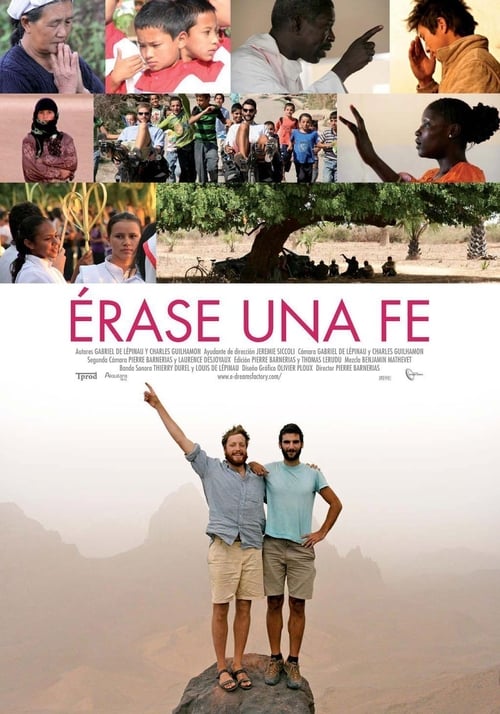 ÉRASE UNA FE
Autores GABRIEL DE LÉPINAU Y CHARLES GUILHAMON Ayudante de dirección JEREMIE SICCOLI Cámara GABRIEL DE LÉPINAU y CHARLES GUILHAMON
Segunda Cámara PIERRE BARNERIAS y LAURENCE DESJOYAUX Edición PIERRE BARNERIAS y THOMAS LERUDU Mezcla BENJAMIN MATHEVET
Banda Sonora THIERRY DUREL y LOUIS DE LÉPINAU Diseño Gráfico OLIVIER PLOUX Director PIERRE BARNERIAS
Tprod
www.e-dreamsfactory.com/